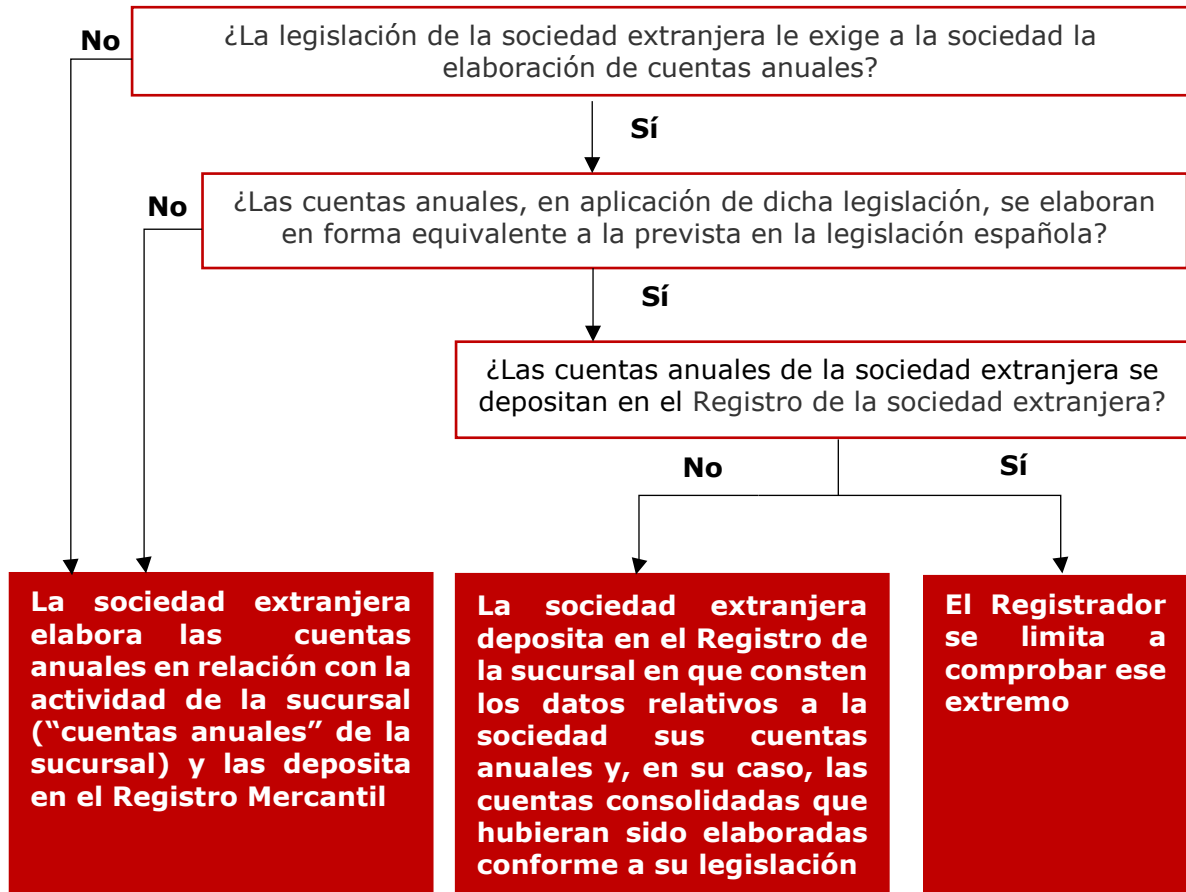 No
¿La legislación de la sociedad extranjera le exige a la sociedad la
elaboración de cuentas anuales?
Sí
No
¿Las cuentas anuales, en aplicación de dicha legislación, se elaboran
en forma equivalente a la prevista en la legislación española?
Sí
¿Las cuentas anuales de la sociedad extranjera se
depositan en el Registro de la sociedad extranjera?
No
Sí
La sociedad extranjera
elabora las cuentas
anuales en relación con la
actividad de la sucursal
(“cuentas anuales” de la
sucursal) y las deposita
en el Registro Mercantil
La sociedad extranjera
deposita en el Registro de
la sucursal en que consten
los datos relativos a la
sociedad sus cuentas
anuales y, en su caso, las
cuentas consolidadas que
hubieran sido elaboradas
conforme a su legislación
El Registrador
se limita a
comprobar ese
extremo